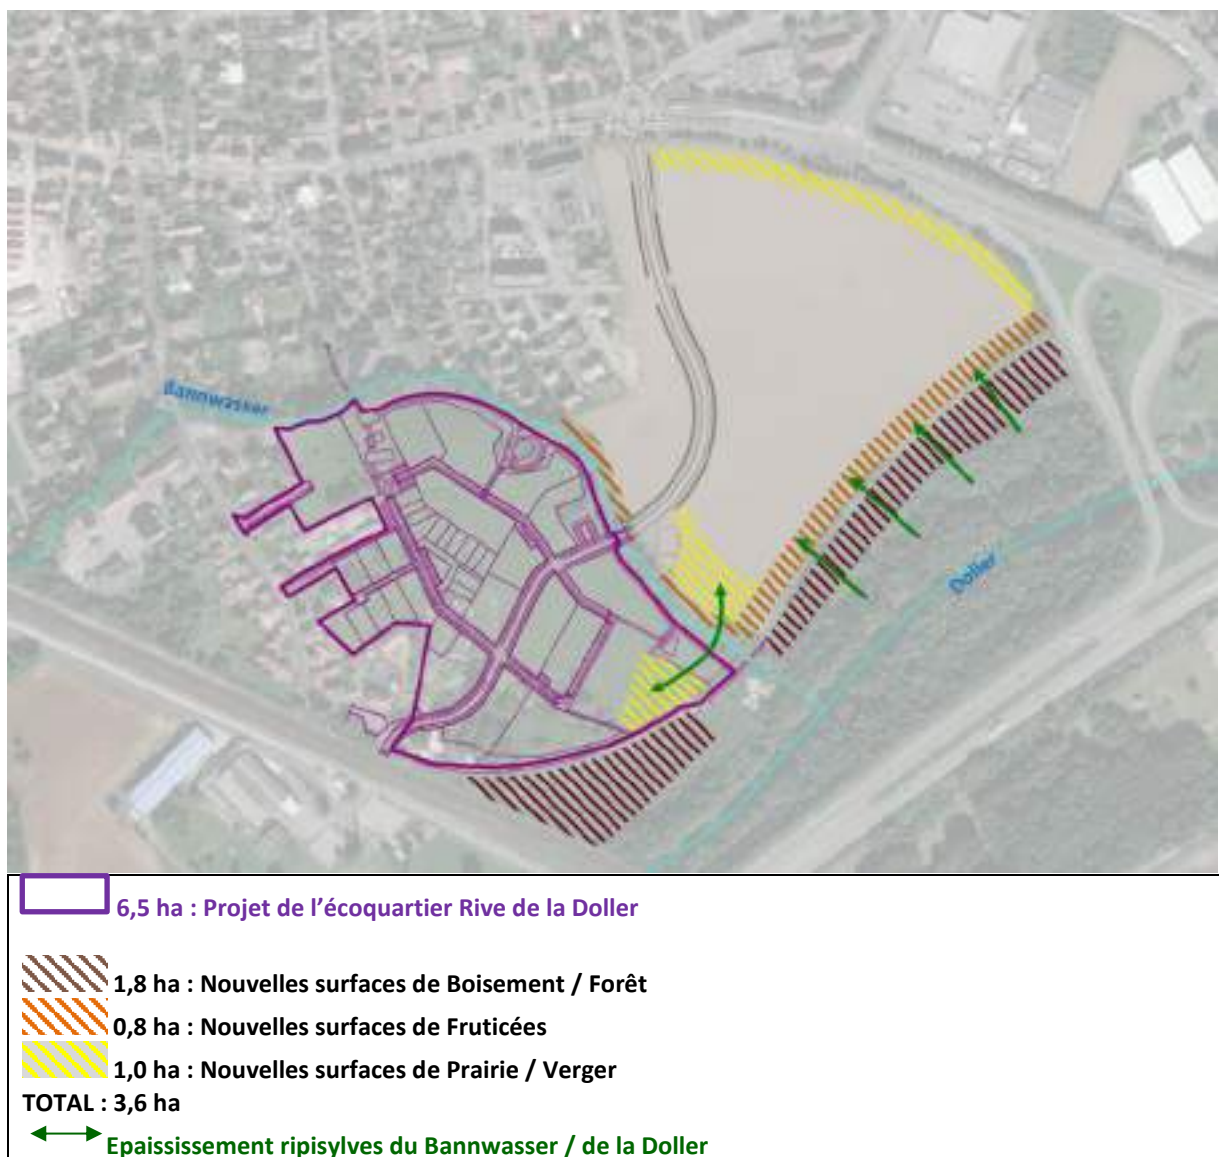 Bannwasser
Doller
6,5 ha : Projet de l'écoquartier Rive de la Doller
1,8 ha : Nouvelles surfaces de Boisement / Forêt
0,8 ha : Nouvelles surfaces de Fruticées
1,0 ha : Nouvelles surfaces de Prairie / Verger
TOTAL : 3,6 ha
Epaississement ripisylves du Bannwasser / de la Doller